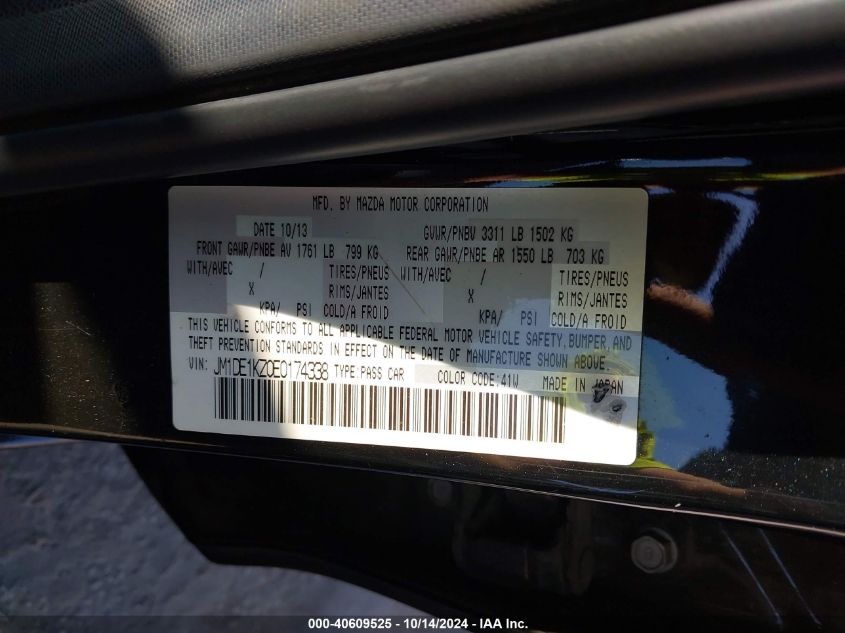 MFD. BY MAZDA MOTOR CORPORATION
DATE 10/13 GVWR/PNBV 3311 LB 1502 KG
FRONT GAWR/PNBE AV 1761 LB 799 KG REAR GAWR/PNBE AR 1550 LB 703 KG
WITH/AVEC / TIRES/PNEUS WITH/AVEC / TIRES/PNEUS
X RIMS/JANTES X RIMS/JANTES
KPA/ PSI COLD/A FROID KPA/ PSI COLD/A FROID
THIS VEHICLE CONFORMS TO ALL APPLICABLE FEDERAL MOTOR VEHICLE SAFETY, BUMPER, AND
THEFT PREVENTION STANDARDS IN EFFECT ON THE DATE OF MANUFACTURE SHOWN ABOVE.
VIN: JM1DE1KZ0E0174338 TYPE:PASS CAR COLOR CODE:41W MADE IN JAPAN
000-40609525 - 10/14/2024 - IAA Inc.